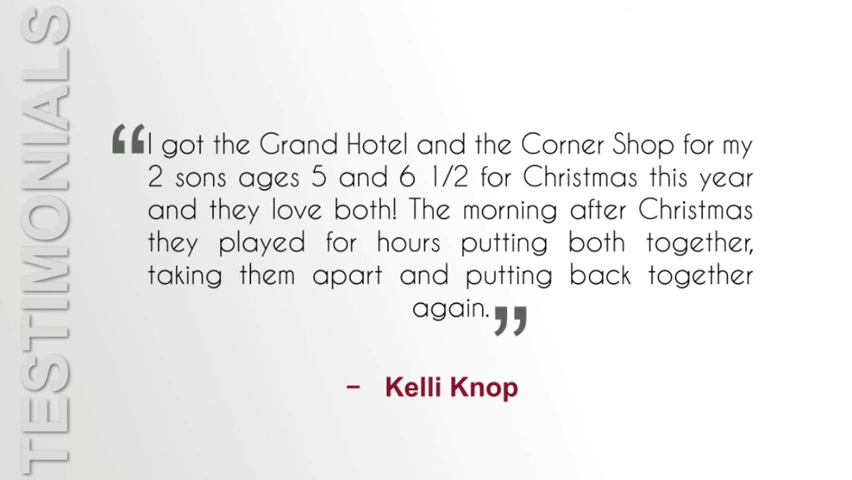 TESTIMONIALS
“I got the Grand Hotel and the Corner Shop for my
2 sons ages 5 and 6 1/2 for Christmas this year
and they love both! The morning after Christmas
they played for hours putting both together,
taking them apart and putting back together
again.”
– Kelli Knop